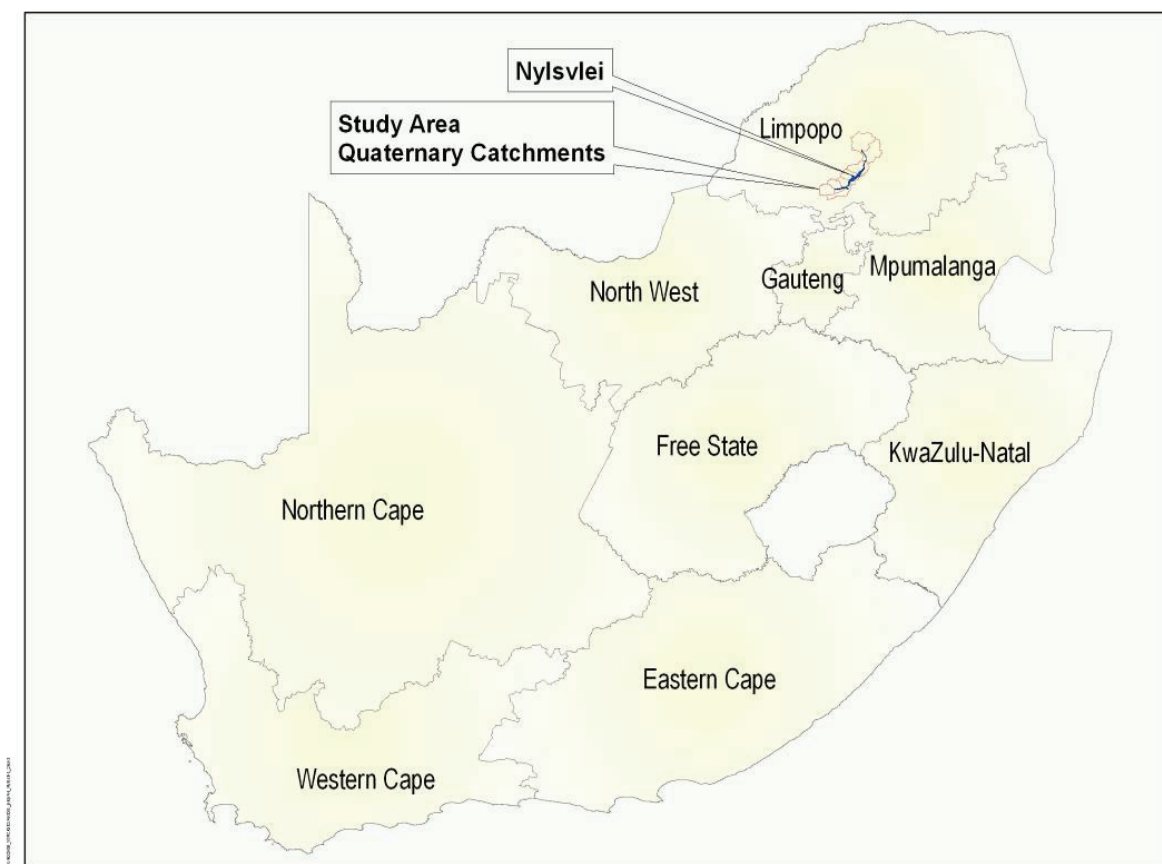 Nylsvlei
Study Area
Quaternary Catchments
Limpopo
Mpumalanga
Gauteng
North West
Free State
KwaZulu-Natal
Northern Cape
Eastern Cape
Western Cape